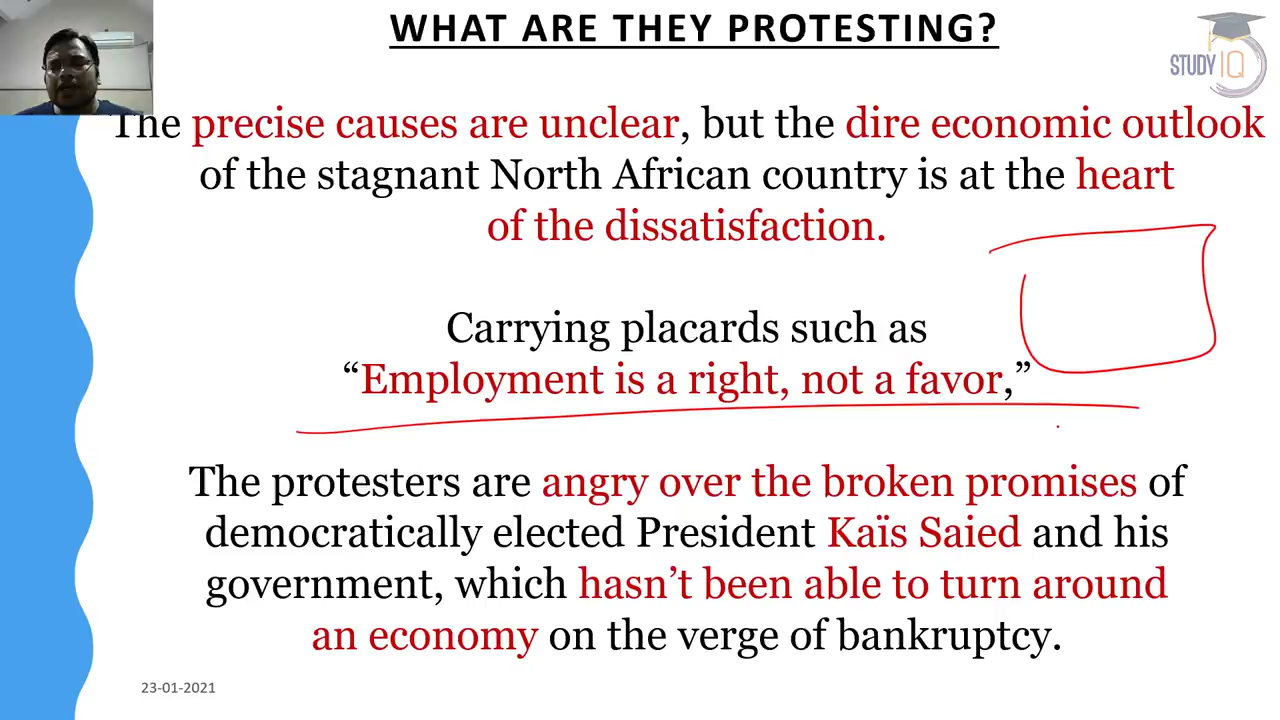 WHAT ARE THEY PROTESTING?
STUDY IQ
The precise causes are unclear, but the dire economic outlook
of the stagnant North African country is at the heart
of the dissatisfaction.
Carrying placards such as
“Employment is a right, not a favor,”
The protesters are angry over the broken promises of
democratically elected President Kaïs Saied and his
government, which hasn’t been able to turn around
an economy on the verge of bankruptcy.
23-01-2021